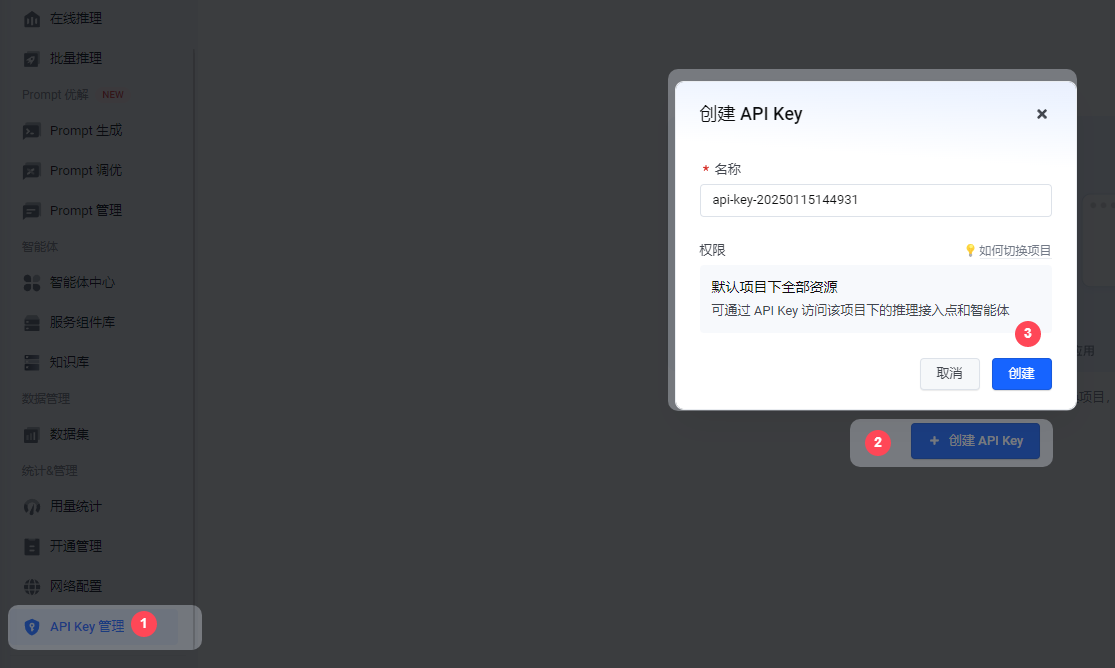 在线推理
批量推理
Prompt 优解 NEW
Prompt 生成
Prompt 调优
Prompt 管理
智能体
智能体中心
服务组件库
知识库
数据管理
数据集
统计&管理
用量统计
开通管理
网络配置
API Key 管理 1
创建 API Key
* 名称
api-key-20250115144931
权限
如何切换项目
默认项目下全部资源
可通过 API Key 访问该项目下的推理接入点和智能体
3
取消
创建
应用
项目,
2
+ 创建 API Key